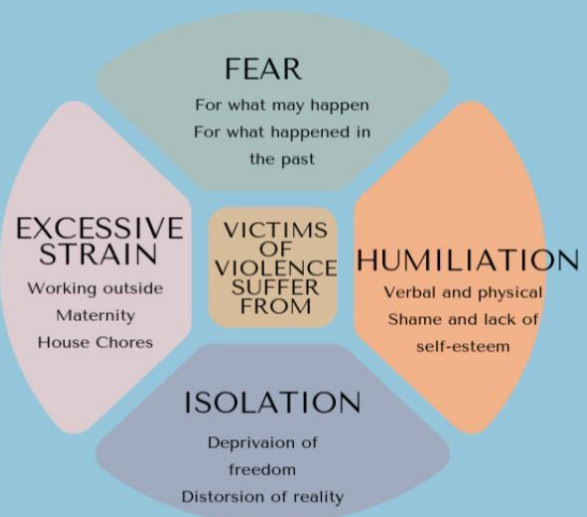 FEAR
For what may happen
For what happened in
the past
EXCESSIVE
STRAIN
Working outside
Maternity
House Chores
VICTIMS
OF
VIOLENCE
SUFFER
FROM
HUMILIATION
Verbal and physical
Shame and lack of
self-esteem
ISOLATION
Deprivaion of
freedom
Distorsion of reality